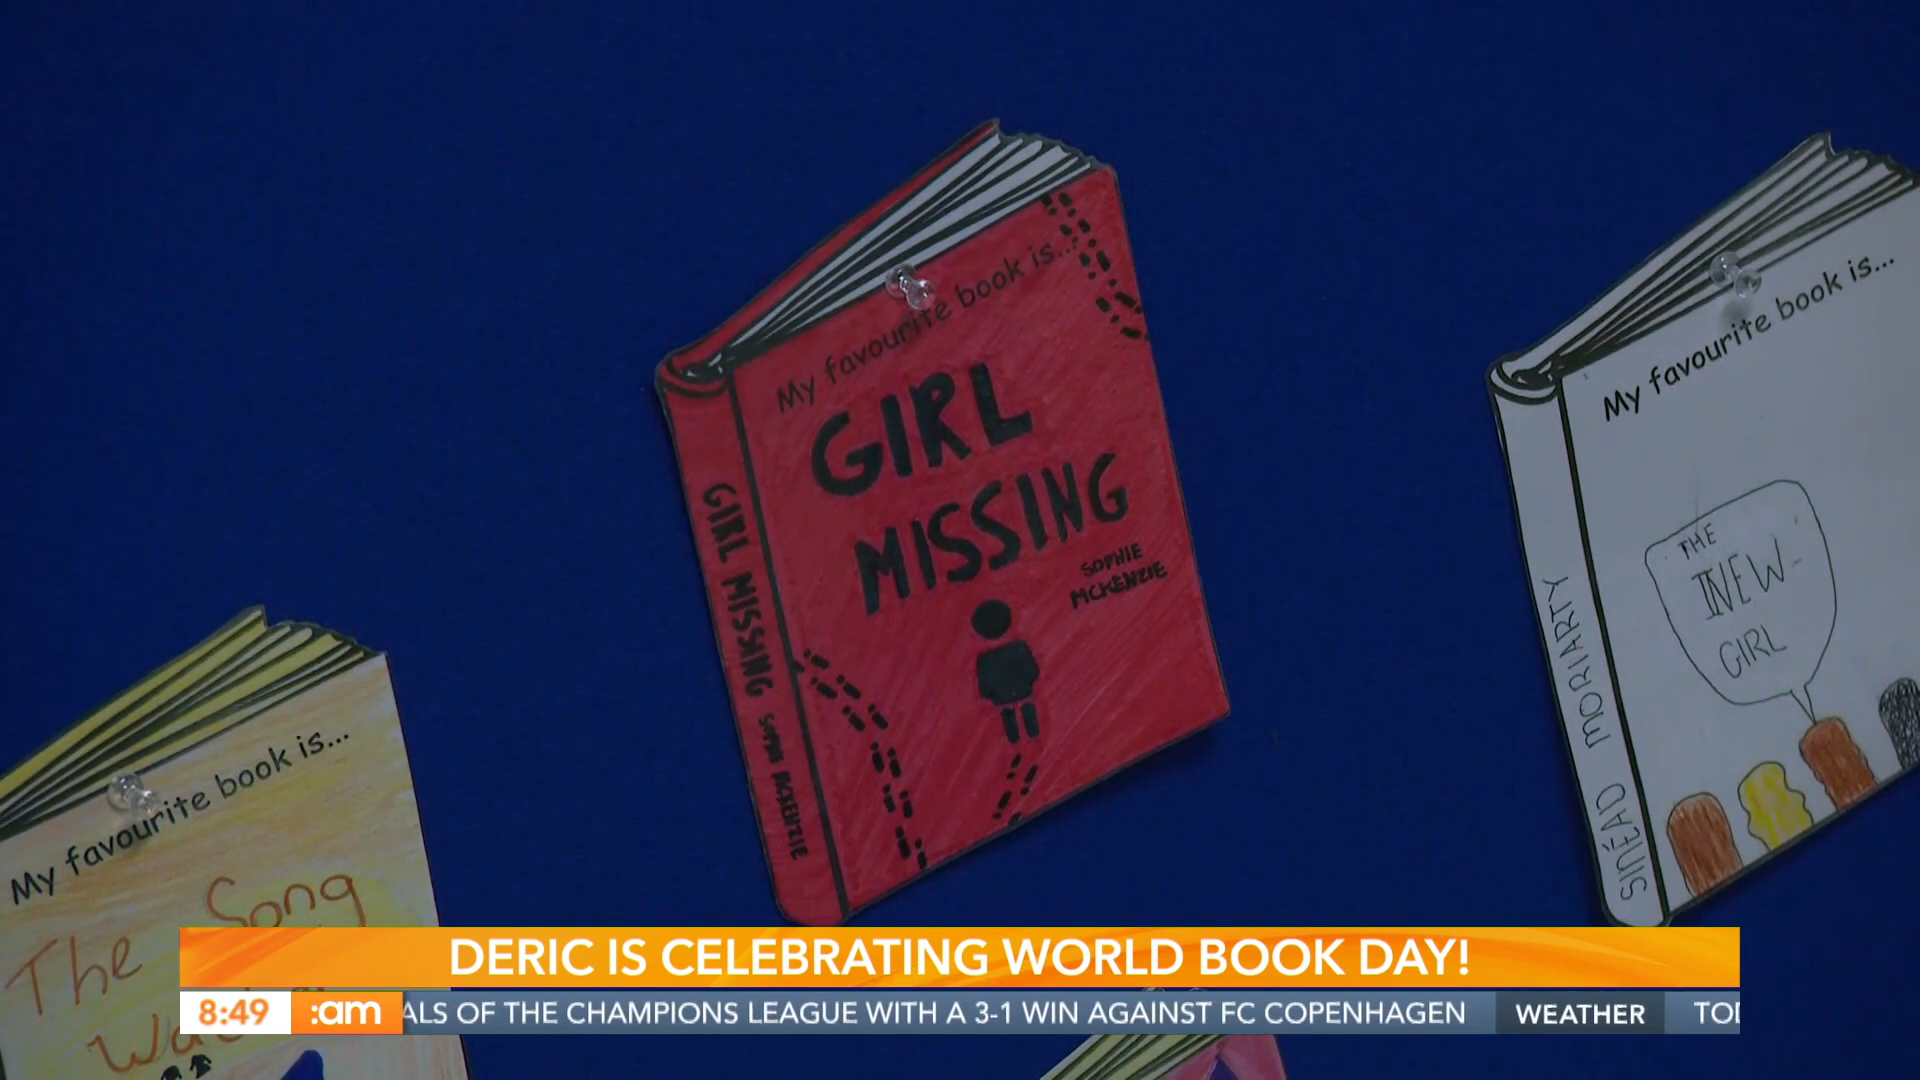 My favourite book is...
GIRL
MISSING
SOPHIE
MCKENZIE
GIRL MISSING SOPHIE MCKENZIE
My favourite book is...
THE
NEW
GIRL
SINÉAD MORIARTY
My favourite book is...
The Song
DERIC IS CELEBRATING WORLD BOOK DAY!
8:49 :am ALS OF THE CHAMPIONS LEAGUE WITH A 3-1 WIN AGAINST FC COPENHAGEN WEATHER